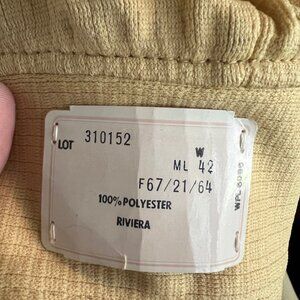 LOT 310152
W
ML 42
F67/21/64
100% POLYESTER
RIVIERA